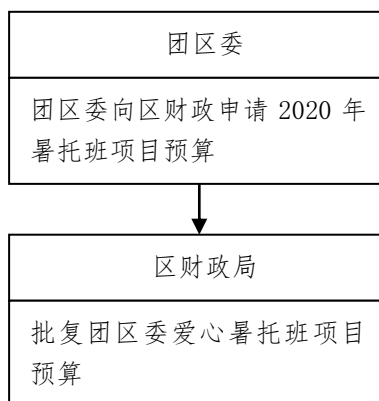 团区委
团区委向区财政申请 2020 年
暑托班项目预算
区财政局
批复团区委爱心暑托班项目
预算